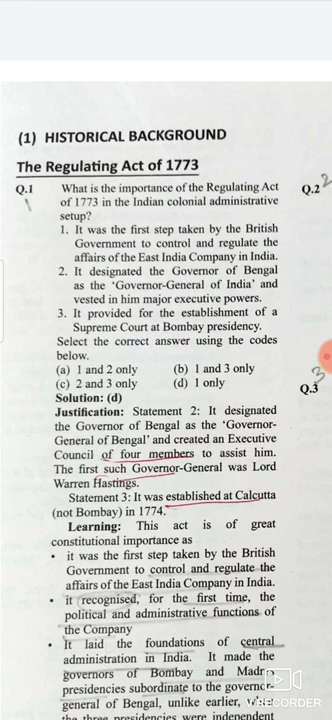 (1) HISTORICAL BACKGROUND
The Regulating Act of 1773
Q.1 What is the importance of the Regulating Act
of 1773 in the Indian colonial administrative
setup?
1. It was the first step taken by the British
Government to control and regulate the
affairs of the East India Company in India.
2. It designated the Governor of Bengal
as the ‘Governor-General of India’ and
vested in him major executive powers.
3. It provided for the establishment of a
Supreme Court at Bombay presidency.
Select the correct answer using the codes
below.
(a) 1 and 2 only (b) 1 and 3 only
(c) 2 and 3 only (d) 1 only
Solution: (d)
Justification: Statement 2: It designated
the Governor of Bengal as the ‘Governor-
General of Bengal’ and created an Executive
Council of four members to assist him.
The first such Governor-General was Lord
Warren Hastings.
Statement 3: It was established at Calcutta
(not Bombay) in 1774.
Learning: This act is of great
constitutional importance as
• it was the first step taken by the British
Government to control and regulate the
affairs of the East India Company in India.
• it recognised, for the first time, the
political and administrative functions of
the Company
• It laid the foundations of central
administration in India. It made the
governors of Bombay and Madras
presidencies subordinate to the governor-
general of Bengal, unlike earlier, when
the three presidencies were independent
Q.2
2
3
Q.3
V RECORDER